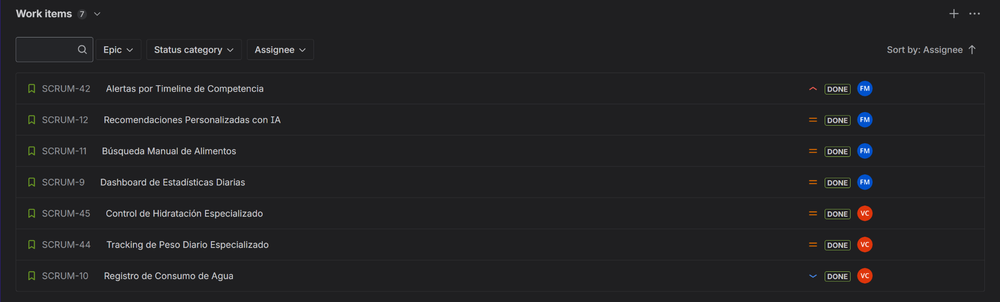 Work items 7
Epic Status category Assignee Sort by: Assignee
SCRUM-42 Alertas por Timeline de Competencia DONE FM
SCRUM-12 Recomendaciones Personalizadas con IA DONE FM
SCRUM-11 Búsqueda Manual de Alimentos DONE FM
SCRUM-9 Dashboard de Estadísticas Diarias DONE FM
SCRUM-45 Control de Hidratación Especializado DONE VC
SCRUM-44 Tracking de Peso Diario Especializado DONE VC
SCRUM-10 Registro de Consumo de Agua DONE VC